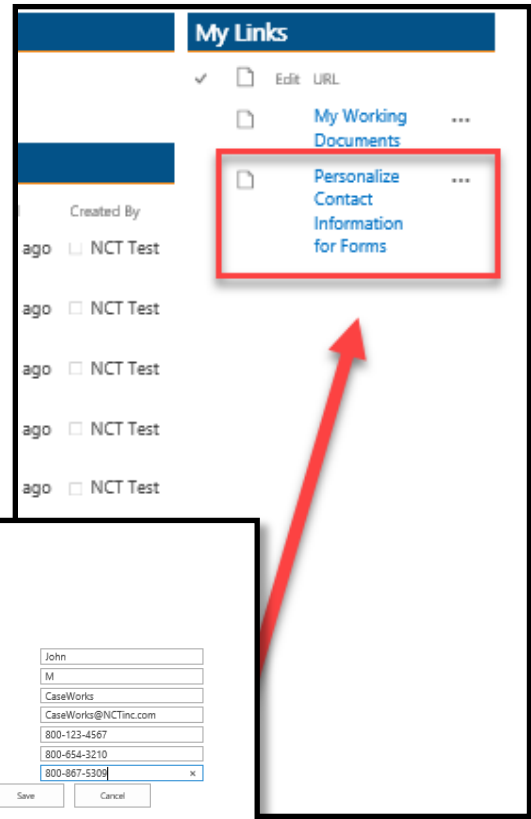 My Links
Edit URL
My Working
Documents
...
Personalize
Contact
Information
for Forms
...
Created By
ago NCT Test
ago NCT Test
ago NCT Test
ago NCT Test
ago NCT Test
John
M
CaseWorks
CaseWorks@NCTinc.com
800-123-4567
800-654-3210
800-867-5309
Save Cancel